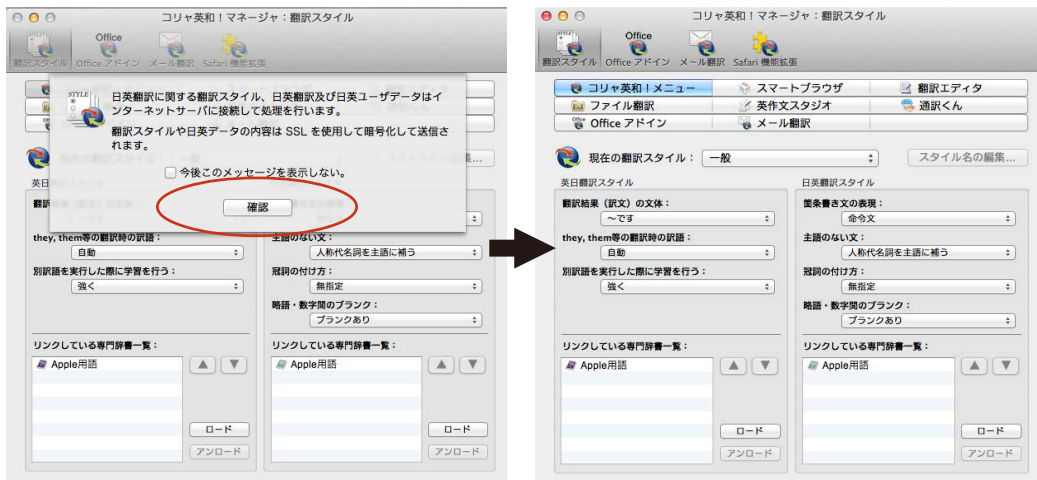 コリャ英和！マネージャ：翻訳スタイル
STYLE
Office
翻訳スタイル Office アドイン メール翻訳 Safari 機能拡張
STYLE
日英翻訳に関する翻訳スタイル、日英翻訳及び日英ユーザデータはイ
ンターネットサーバに接続して処理を行います。
翻訳スタイルや日英データの内容は SSL を使用して暗号化して送信さ
れます。
今後このメッセージを表示しない。
確認
they, them等の翻訳時の訳語：
自動
別訳語を実行した際に学習を行う：
強く
主語のない文：
人称代名詞を主語に補う
冠詞の付け方：
無指定
略語・数字間のブランク：
ブランクあり
リンクしている専門辞書一覧：
Apple用語
ロード
アンロード
リンクしている専門辞書一覧：
Apple用語
ロード
アンロード
コリャ英和！マネージャ：翻訳スタイル
STYLE
Office
翻訳スタイル Office アドイン メール翻訳 Safari 機能拡張
コリャ英和！メニュー スマートブラウザ 翻訳エディタ
ファイル翻訳 英作文スタジオ 通訳くん
Office アドイン メール翻訳
現在の翻訳スタイル： 一般 スタイル名の編集...
英日翻訳スタイル
翻訳結果（訳文）の文体：
〜です
they, them等の翻訳時の訳語：
自動
別訳語を実行した際に学習を行う：
強く
リンクしている専門辞書一覧：
Apple用語
ロード
アンロード
日英翻訳スタイル
箇条書き文の表現：
命令文
主語のない文：
人称代名詞を主語に補う
冠詞の付け方：
無指定
略語・数字間のブランク：
ブランクあり
リンクしている専門辞書一覧：
Apple用語
ロード
アンロード